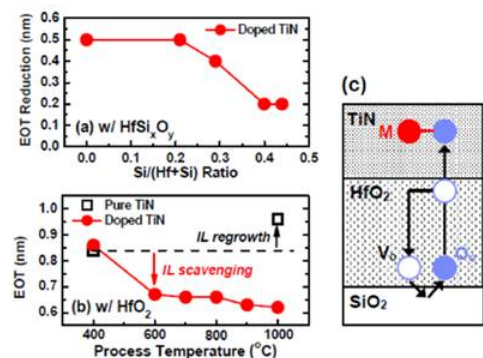 EOT Reduction (nm)
0.6
0.5
0.4
0.3
0.2
0.1
0.0
Doped TiN
(a) w/ HfSixOy
0.0 0.1 0.2 0.3 0.4 0.5
Si/(Hf+Si) Ratio
EOT (nm)
1.0
0.9
0.8
0.7
0.6
Pure TiN
Doped TiN
IL regrowth
IL scavenging
(b) w/ HfO2
400 600 800 1000
Process Temperature (°C)
(c)
TiN
M
HfO2
Vo
SiO2